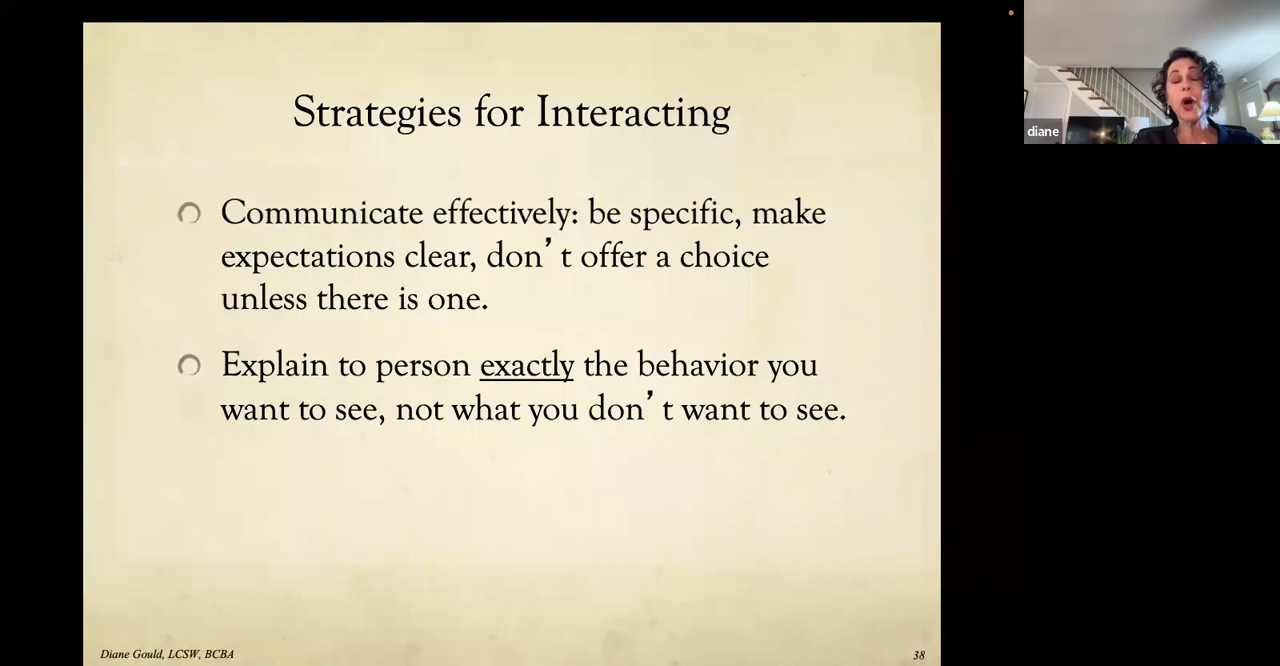 Strategies for Interacting
Communicate effectively: be specific, make
expectations clear, don’t offer a choice
unless there is one.
Explain to person exactly the behavior you
want to see, not what you don’t want to see.
Diane Gould, LCSW, BCBA
38
diane